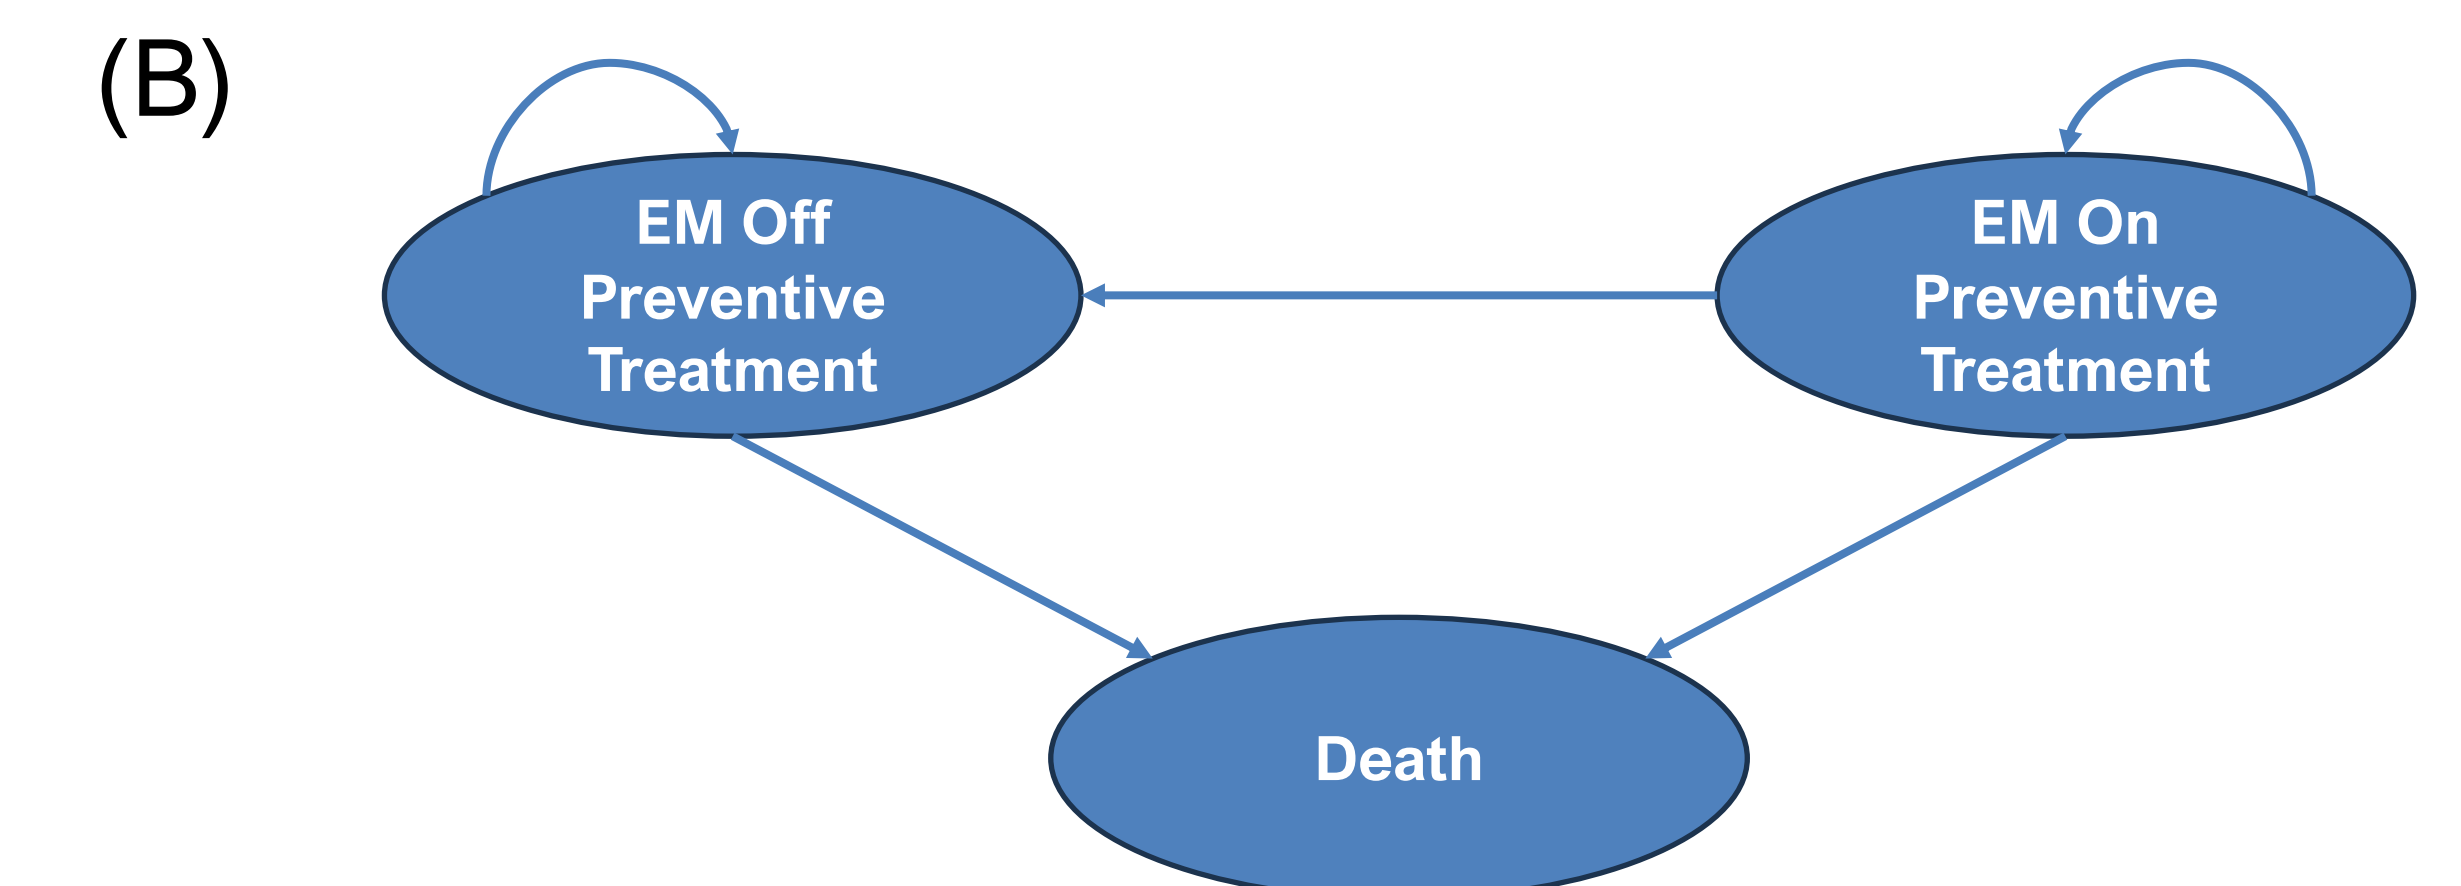 (B)
EM Off
Preventive
Treatment
EM On
Preventive
Treatment
Death